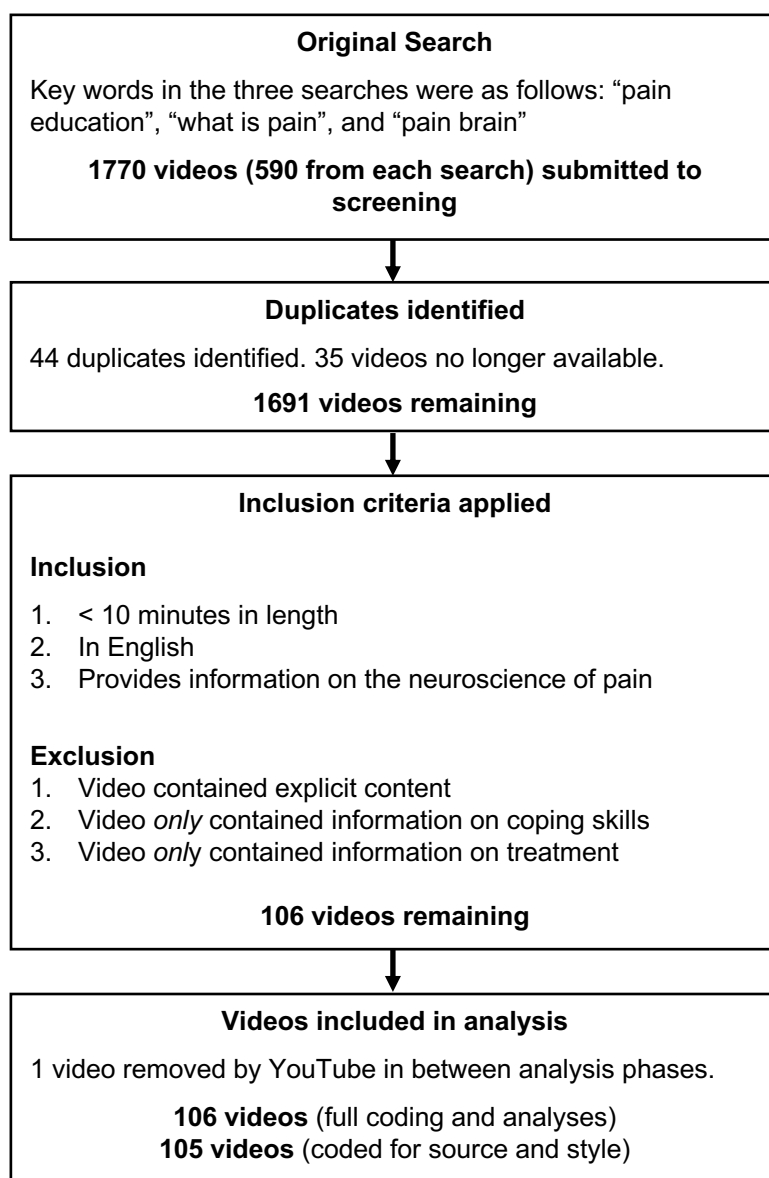 Original Search
Key words in the three searches were as follows: “pain
education”, “what is pain”, and “pain brain”
1770 videos (590 from each search) submitted to
screening
Duplicates identified
44 duplicates identified. 35 videos no longer available.
1691 videos remaining
Inclusion criteria applied
Inclusion
1. < 10 minutes in length
2. In English
3. Provides information on the neuroscience of pain
Exclusion
1. Video contained explicit content
2. Video only contained information on coping skills
3. Video only contained information on treatment
106 videos remaining
Videos included in analysis
1 video removed by YouTube in between analysis phases.
106 videos (full coding and analyses)
105 videos (coded for source and style)